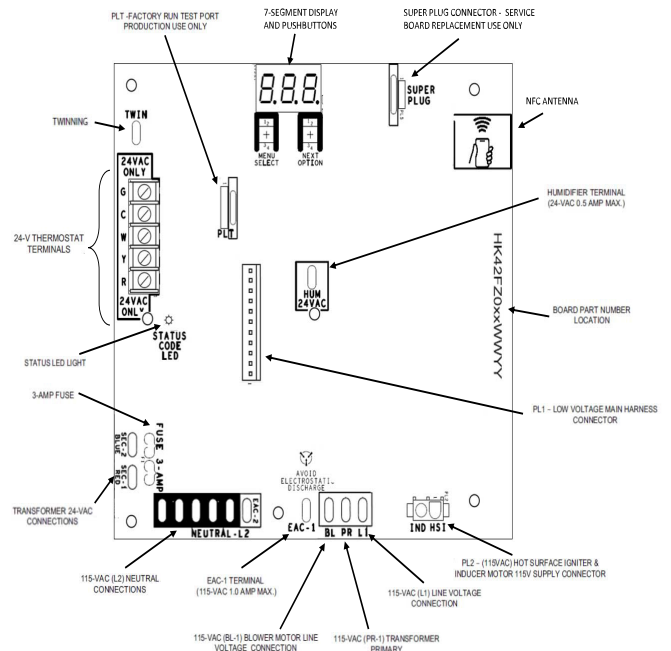 PLT -FACTORY RUN TEST PORT
PRODUCTION USE ONLY
7-SEGMENT DISPLAY
AND PUSHBUTTONS
SUPER PLUG CONNECTOR - SERVICE
BOARD REPLACEMENT USE ONLY
8.8.8.
SUPER
PLUG
PL3
NFC ANTENNA
TWIN
TWINNING
MENU
SELECT
NEXT
OPTION
24VAC
ONLY
G
C
W
Y
R
24VAC
ONLY
24-V THERMOSTAT
TERMINALS
PLT
HUMIDIFIER TERMINAL
(24-VAC 0.5 AMP MAX.)
HUM
24VAC
HK42FZ0xxWWYY
BOARD PART NUMBER
LOCATION
STATUS
CODE
LED
STATUS LED LIGHT
3-AMP FUSE
PL1 - LOW VOLTAGE MAIN HARNESS
CONNECTOR
FUSE 3-AMP
SEC-2
BLUE
SEC-1
RED
TRANSFORMER 24-VAC
CONNECTIONS
AVOID
ELECTROSTATI
DISCHARGE
EAC-2
NEUTRAL-L2
EAC-1
BL PR L1
PL2
IND HSI
115-VAC (L2) NEUTRAL
CONNECTIONS
EAC-1 TERMINAL
(115-VAC 1.0 AMP MAX.)
115-VAC (L1) LINE VOLTAGE
CONNECTION
PL2 - (115VAC) HOT SURFACE IGNITER &
INDUCER MOTOR 115V SUPPLY CONNECTOR
115-VAC (BL-1) BLOWER MOTOR LINE
VOLTAGE CONNECTION
115-VAC (PR-1) TRANSFORMER
PRIMARY